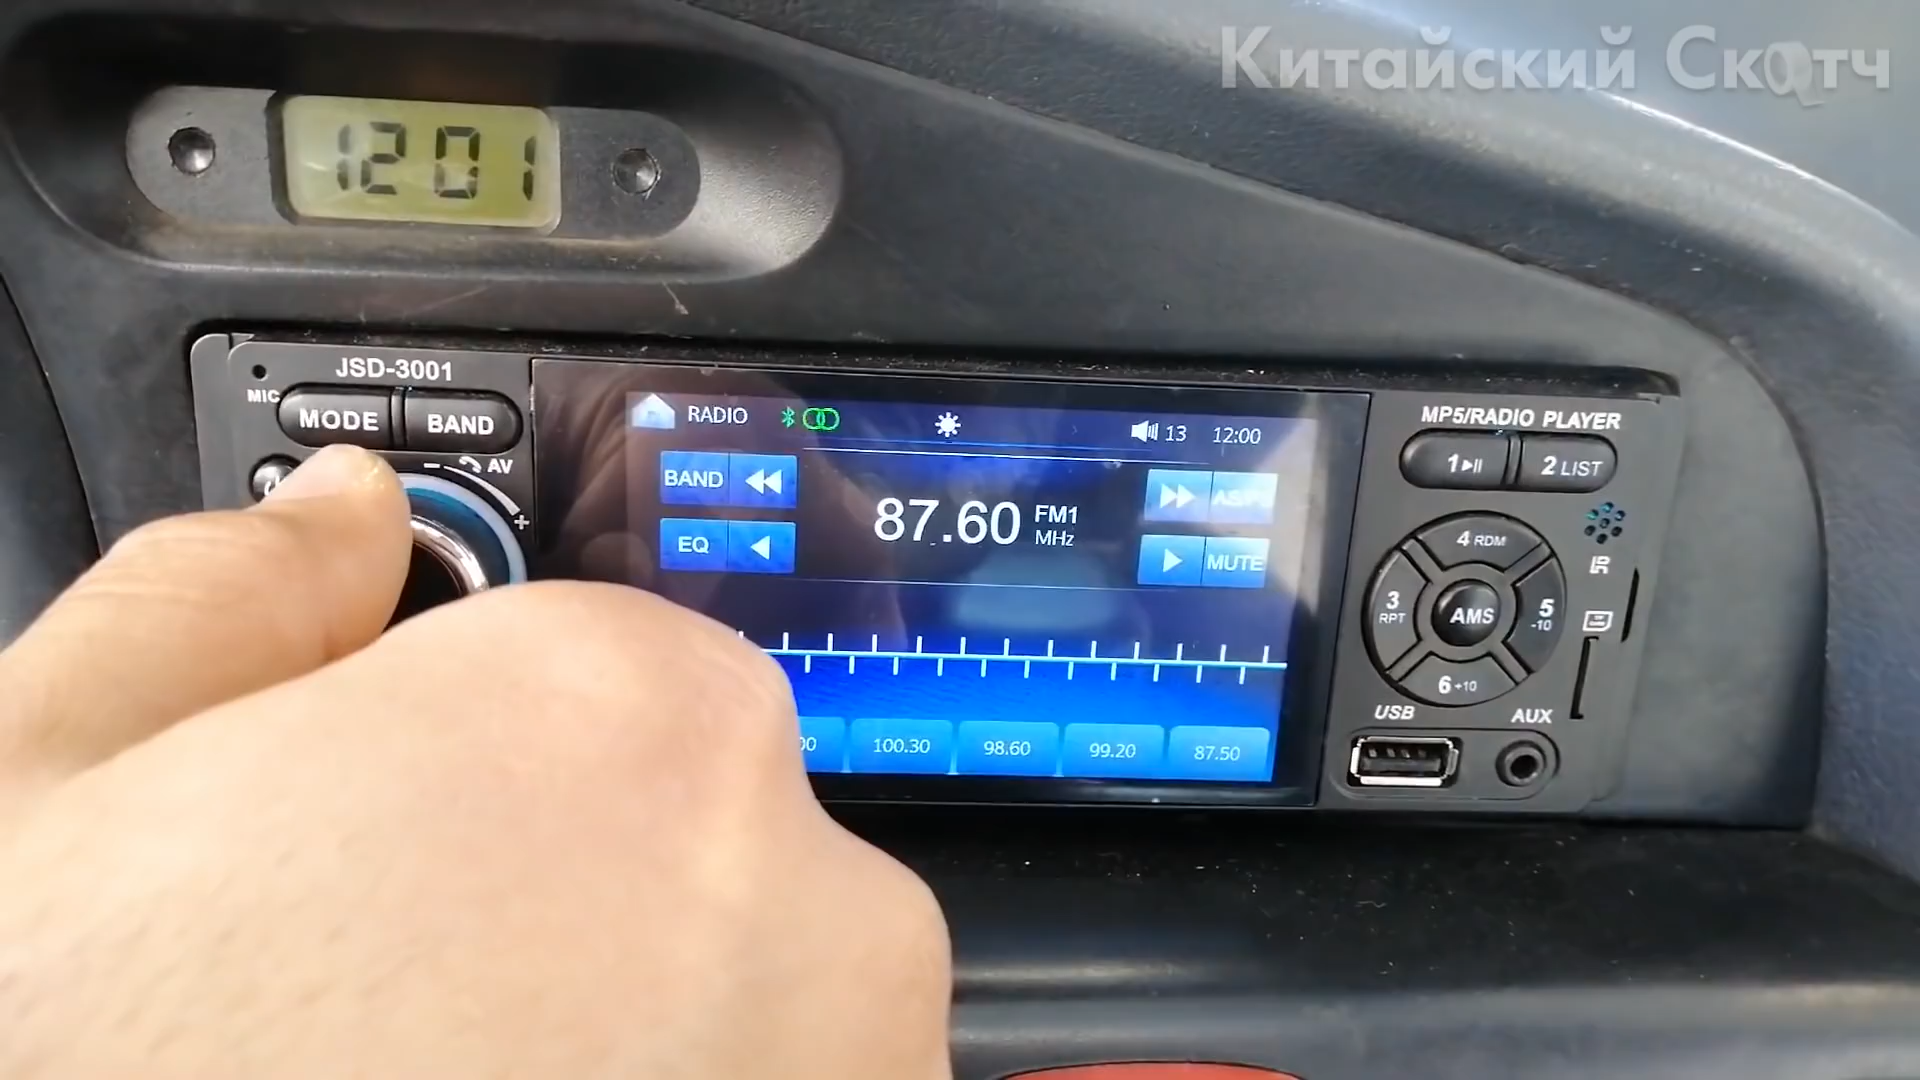 Китайский Скотч
12 01
JSD-3001
MIC
MODE
BAND
AV
RADIO
13
12:00
BAND
EQ
87.60
FM1
MHz
MUTE
100.30
98.60
99.20
87.50
MP5/RADIO PLAYER
1
2 LIST
4 RDM
3
RPT
AMS
5
-10
6 +10
IR
USB
AUX